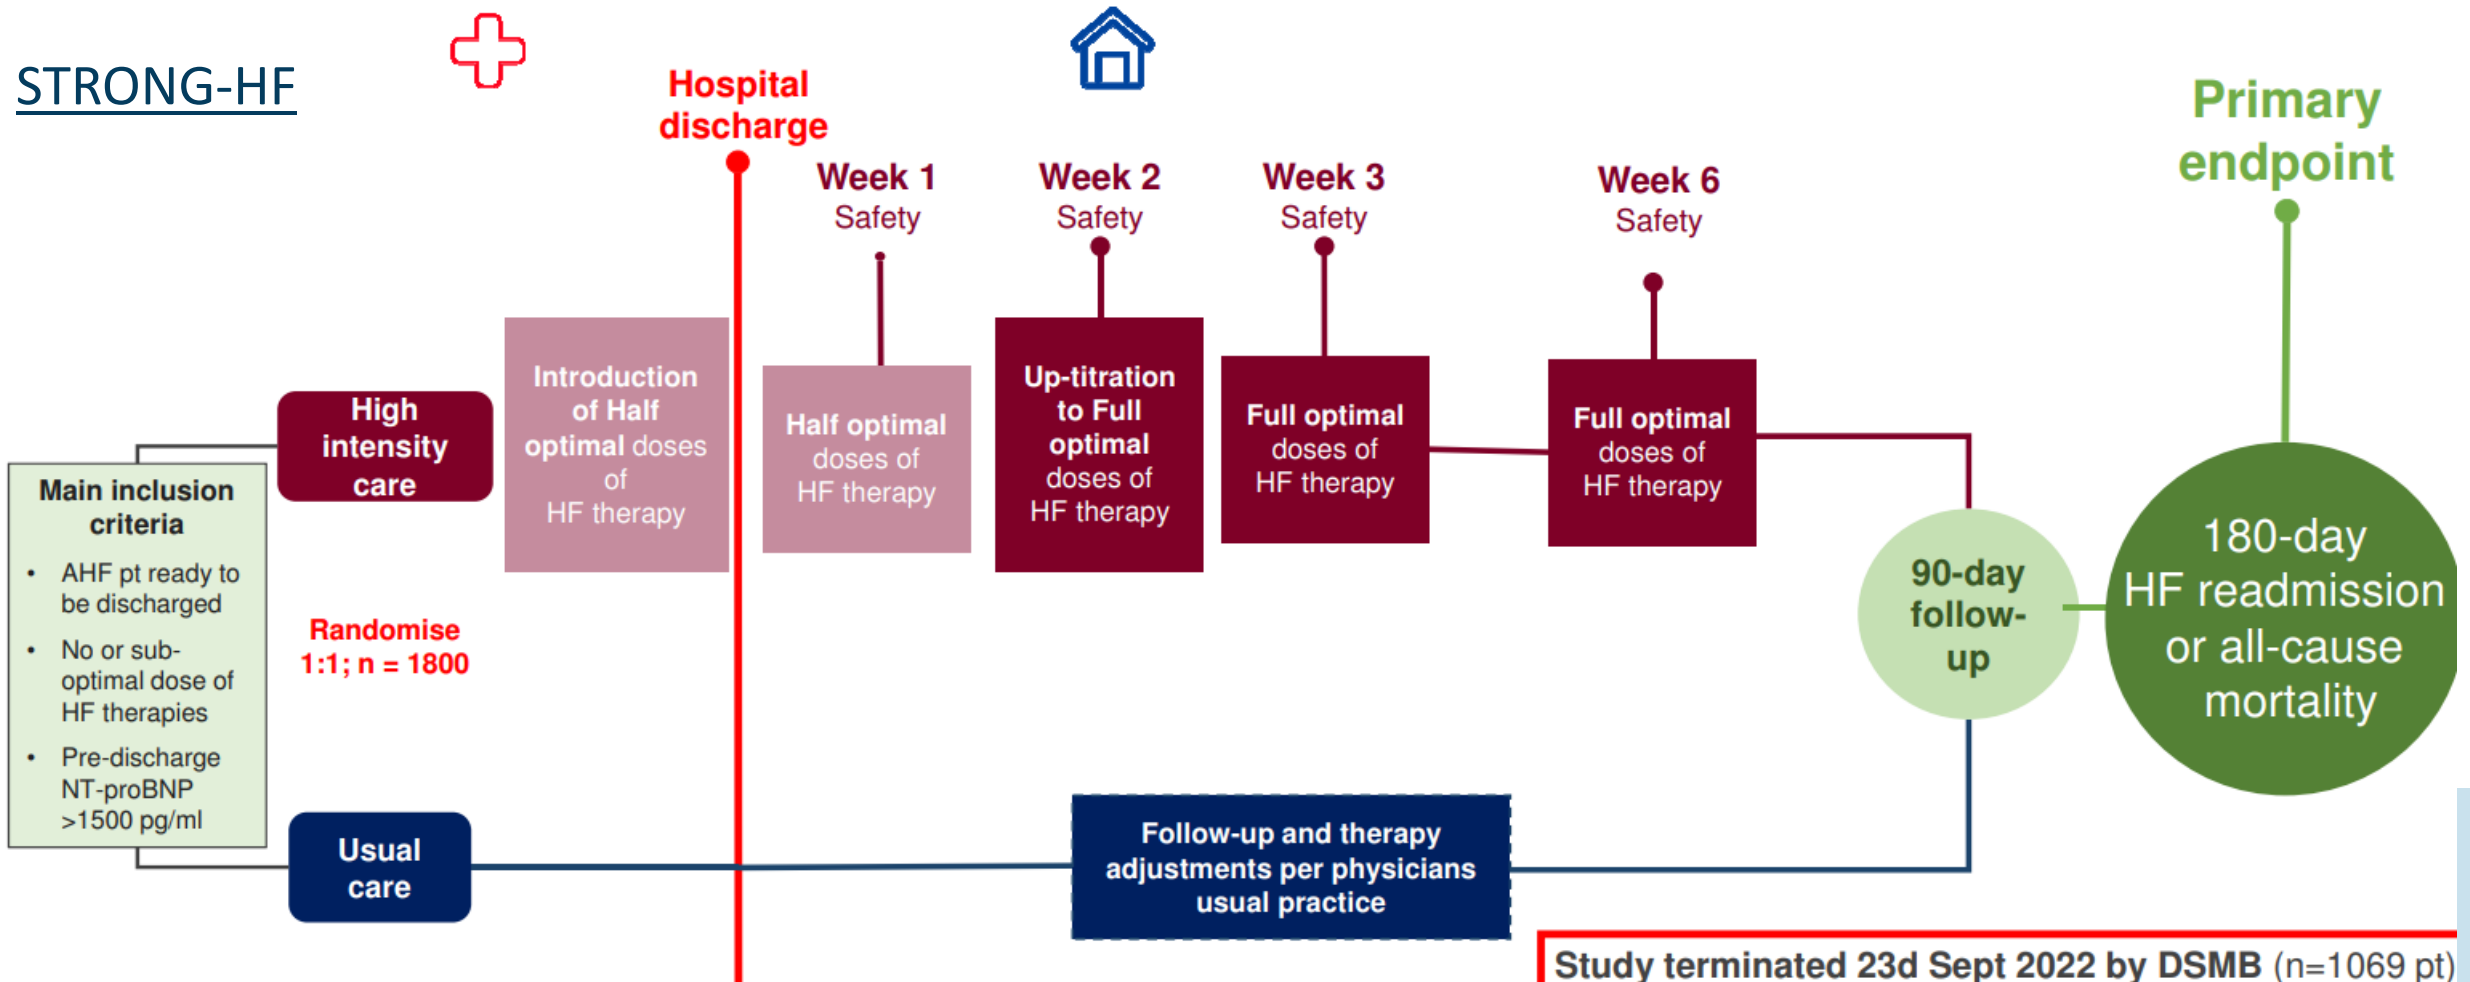 STRONG-HF
Hospital
discharge
Week 1
Safety
Week 2
Safety
Week 3
Safety
Week 6
Safety
Primary
endpoint
Main inclusion
criteria
• AHF pt ready to
be discharged
• No or sub-
optimal dose of
HF therapies
• Pre-discharge
NT-proBNP
>1500 pg/ml
High
intensity
care
Randomise
1:1; n = 1800
Usual
care
Introduction
of Half
optimal doses
of
HF therapy
Half optimal
doses of
HF therapy
Up-titration
to Full
optimal
doses of
HF therapy
Full optimal
doses of
HF therapy
Full optimal
doses of
HF therapy
Follow-up and therapy
adjustments per physicians
usual practice
90-day
follow-
up
180-day
HF readmission
or all-cause
mortality
Study terminated 23d Sept 2022 by DSMB (n=1069 pt)